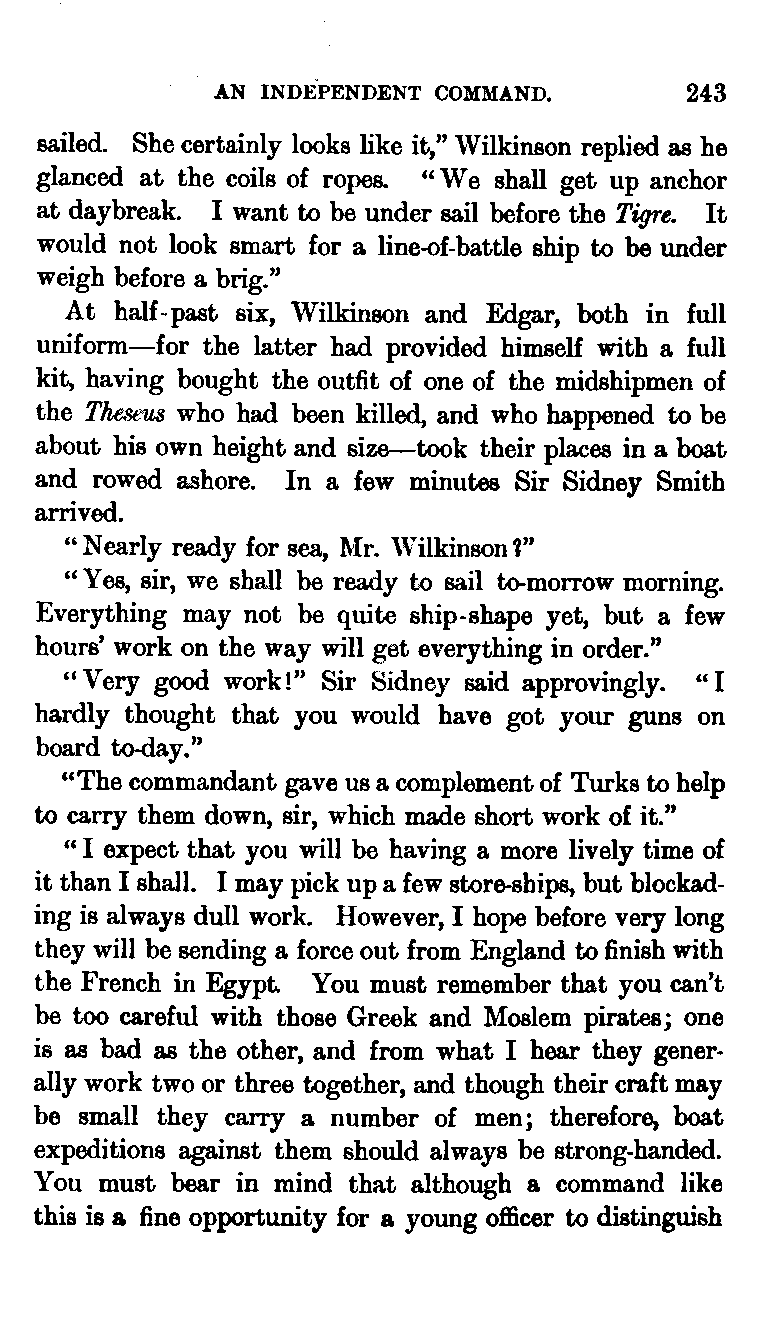 AN INDEPENDENT COMMAND. 243
sailed. She certainly looks like it,” Wilkinson replied as he
glanced at the coils of ropes. “We shall get up anchor
at daybreak. I want to be under sail before the Tigre. It
would not look smart for a line-of-battle ship to be under
weigh before a brig.”
At half-past six, Wilkinson and Edgar, both in full
uniform—for the latter had provided himself with a full
kit, having bought the outfit of one of the midshipmen of
the Theseus who had been killed, and who happened to be
about his own height and size—took their places in a boat
and rowed ashore. In a few minutes Sir Sidney Smith
arrived.
“Nearly ready for sea, Mr. Wilkinson?”
“Yes, sir, we shall be ready to sail to-morrow morning.
Everything may not be quite ship-shape yet, but a few
hours’ work on the way will get everything in order.”
“Very good work!” Sir Sidney said approvingly. “I
hardly thought that you would have got your guns on
board to-day.”
“The commandant gave us a complement of Turks to help
to carry them down, sir, which made short work of it.”
“I expect that you will be having a more lively time of
it than I shall. I may pick up a few store-ships, but blockad-
ing is always dull work. However, I hope before very long
they will be sending a force out from England to finish with
the French in Egypt. You must remember that you can’t
be too careful with those Greek and Moslem pirates; one
is as bad as the other, and from what I hear they gener-
ally work two or three together, and though their craft may
be small they carry a number of men; therefore, boat
expeditions against them should always be strong-handed.
You must bear in mind that although a command like
this is a fine opportunity for a young officer to distinguish